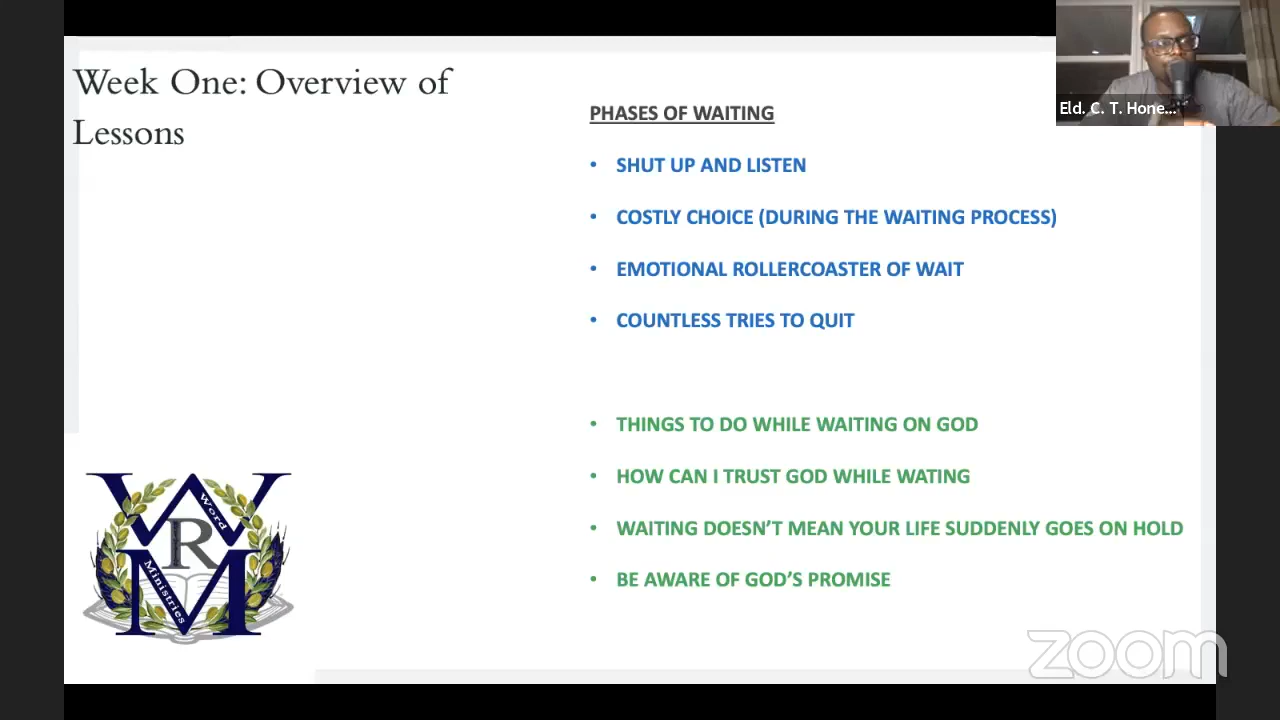 Week One: Overview of
Lessons
PHASES OF WAITING
• SHUT UP AND LISTEN
• COSTLY CHOICE (DURING THE WAITING PROCESS)
• EMOTIONAL ROLLERCOASTER OF WAIT
• COUNTLESS TRIES TO QUIT
• THINGS TO DO WHILE WAITING ON GOD
• HOW CAN I TRUST GOD WHILE WATING
• WAITING DOESN’T MEAN YOUR LIFE SUDDENLY GOES ON HOLD
• BE AWARE OF GOD’S PROMISE
Eld. C. T. Hone...
W
Word
R
M
Ministries
zoom